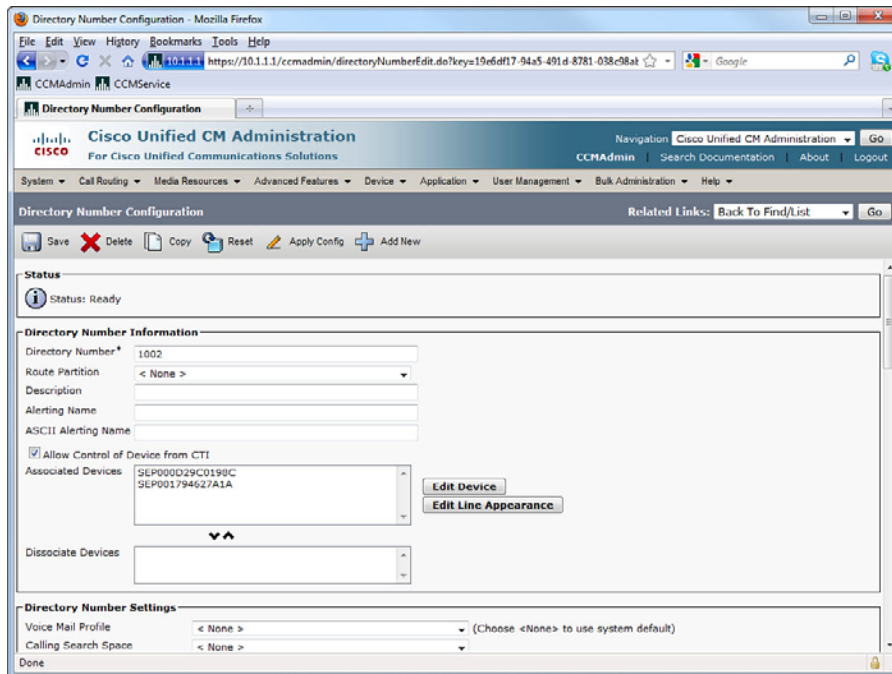 Directory Number Configuration - Mozilla Firefox
File Edit View History Bookmarks Tools Help
10.1.1.1 https://10.1.1.1/ccmadmin/directoryNumberEdit.do?key=19e6df17-94a5-491d-8781-038c98ab Google
CCMAdmin CCMService
Directory Number Configuration
cisco Cisco Unified CM Administration
For Cisco Unified Communications Solutions
Navigation Cisco Unified CM Administration Go
CCMAdmin Search Documentation About Logout
System Call Routing Media Resources Advanced Features Device Application User Management Bulk Administration Help
Directory Number Configuration Related Links: Back To Find/List Go
Save Delete Copy Reset Apply Config Add New
Status
Status: Ready
Directory Number Information
Directory Number* 1002
Route Partition < None >
Description
Alerting Name
ASCII Alerting Name
Allow Control of Device from CTI
Associated Devices SEP000D29C0198C
SEP001794627A1A
Edit Device
Edit Line Appearance
Dissociate Devices
Directory Number Settings
Voice Mail Profile < None > (Choose <None> to use system default)
Calling Search Space < None >
Done